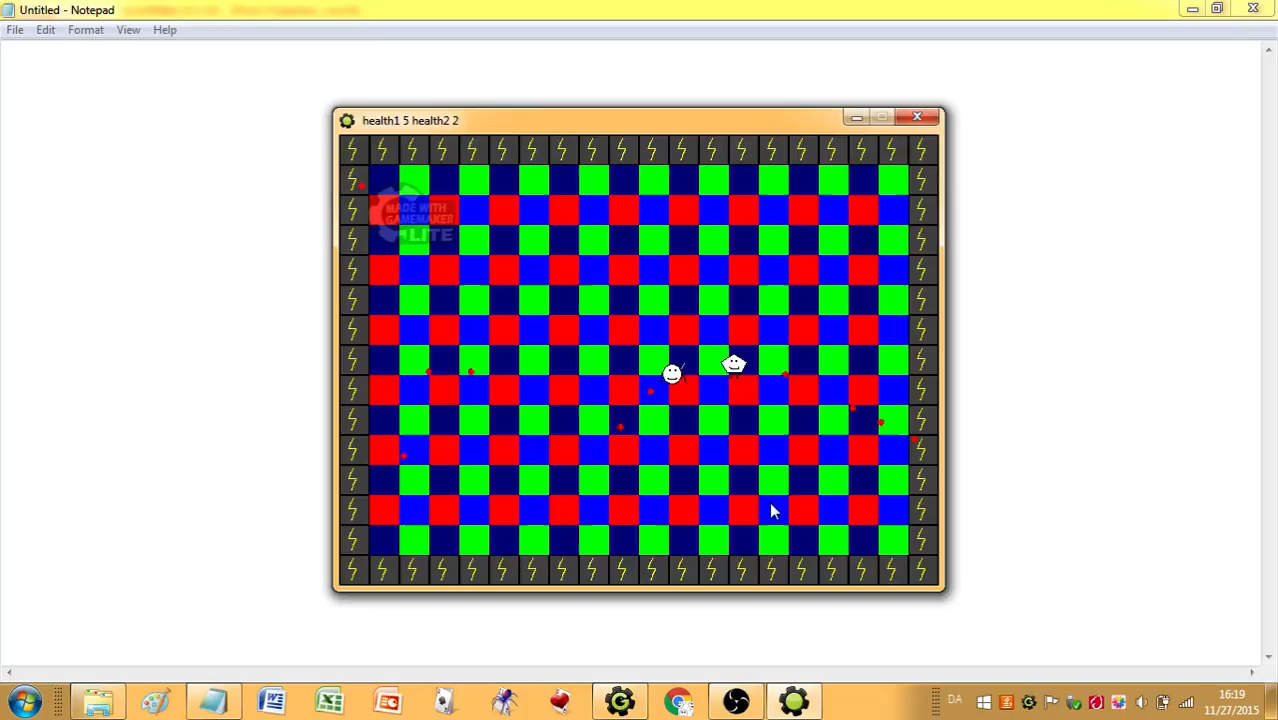 Untitled - Notepad
File Edit Format View Help
health1 5 health2 2
MADE WITH
GAMEMAKER
LITE
DA
16:19
11/27/2015